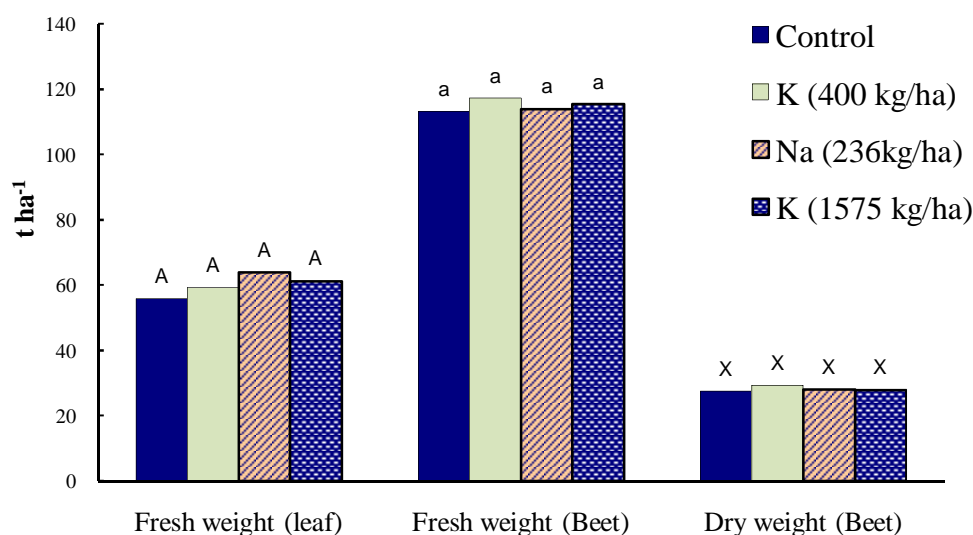 140
120
100
80
60
40
20
0
t ha-1
Control
K (400 kg/ha)
Na (236kg/ha)
K (1575 kg/ha)
A A A A
a a a a
X X X X
Fresh weight (leaf) Fresh weight (Beet) Dry weight (Beet)